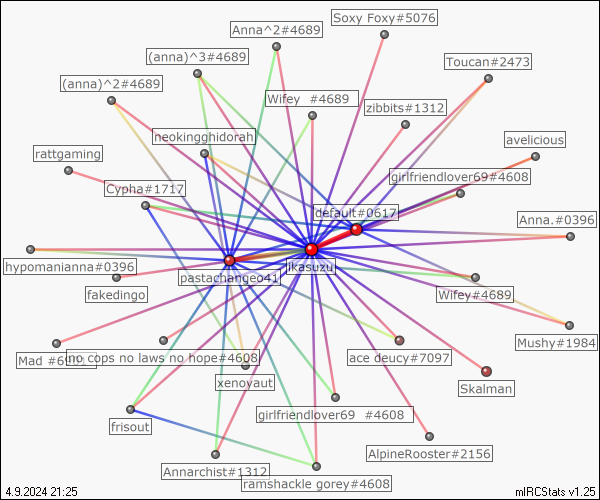 Soxy Foxy#5076
Anna^2#4689
(anna)^3#4689
Toucan#2473
(anna)^2#4689
Wifey #4689
zibbits#1312
neokingghidorah
avelicious
rattgaming
girlfriendlover69#4608
Cypha#1717
default#0617
Anna.#0396
hypomanianna#0396
pastachangeo41
jkasuzu
fakedingo
Wifey#4689
Mushy#1984
Mad
no cops no laws no hope#4608
ace deucy#7097
xenoyaut
Skalman
frisout
girlfriendlover69 #4608
AlpineRooster#2156
Annarchist#1312
ramshackle gorey#4608
4.9.2024 21:25
mIRCStats v1.25